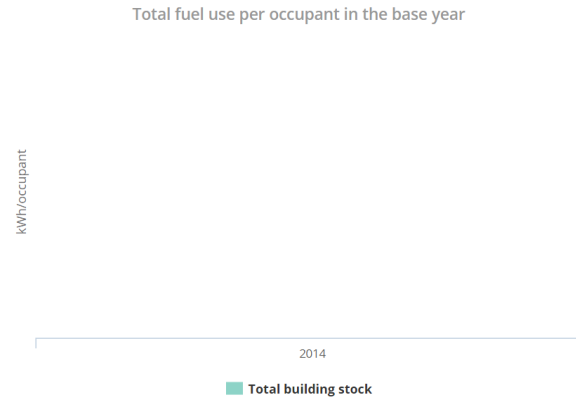 Total fuel use per occupant in the base year
kWh/occupant
2014
Total building stock